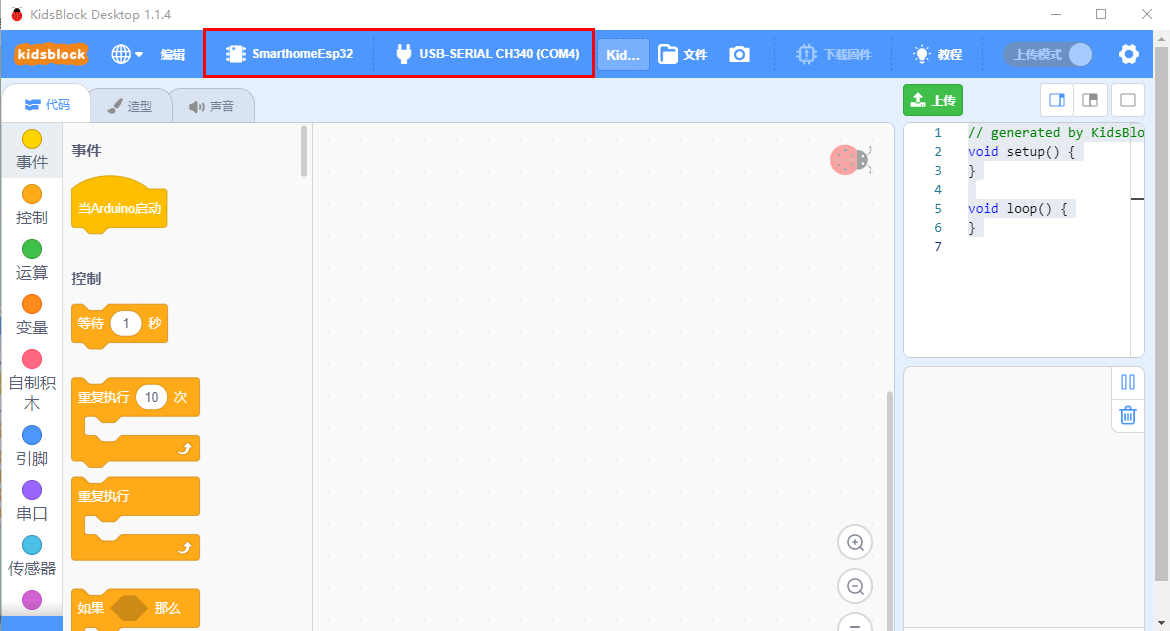 KidsBlock Desktop 1.1.4
kidsblock 编辑 SmarthomeEsp32 USB-SERIAL CH340 (COM4) Kid... 文件 下载固件 教程 上传模式
代码 造型 声音 上传
事件
控制
运算
变量
自制积
木
引脚
串口
传感器
事件
当Arduino启动
控制
等待 1 秒
重复执行 10 次
重复执行
如果 那么
1 // generated by KidsBlo
2 void setup() {
3 }
4
5 void loop() {
6 }
7